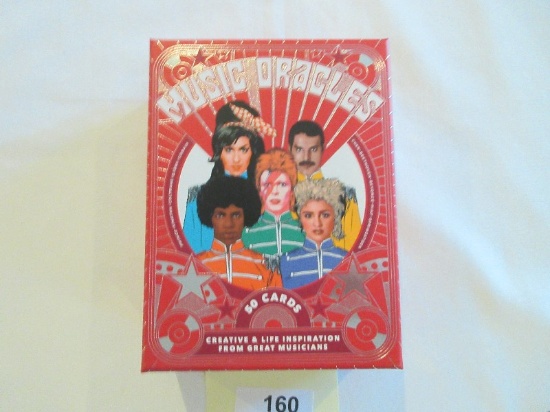 MUSIC ORACLES
50 CARDS
CREATIVE & LIFE INSPIRATION
FROM GREAT MUSICIANS
160